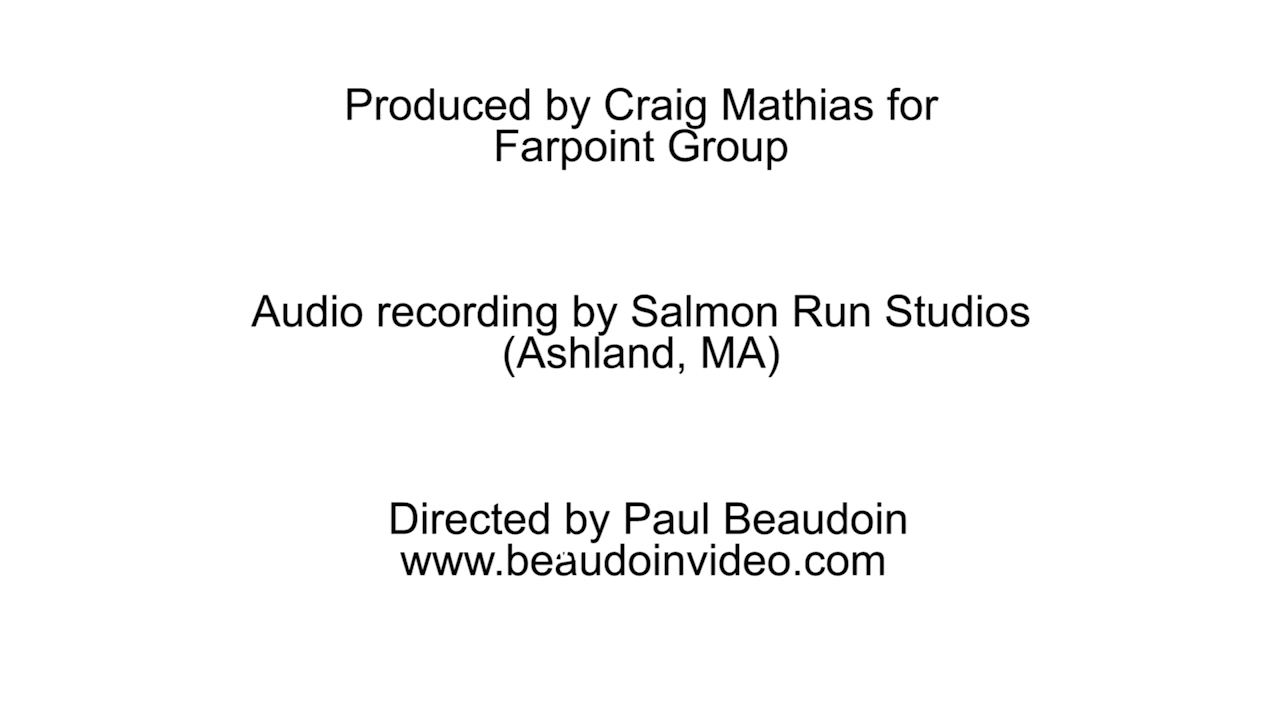 Produced by Craig Mathias for
Farpoint Group
Audio recording by Salmon Run Studios
(Ashland, MA)
Directed by Paul Beaudoin
www.beaudoinvideo.com